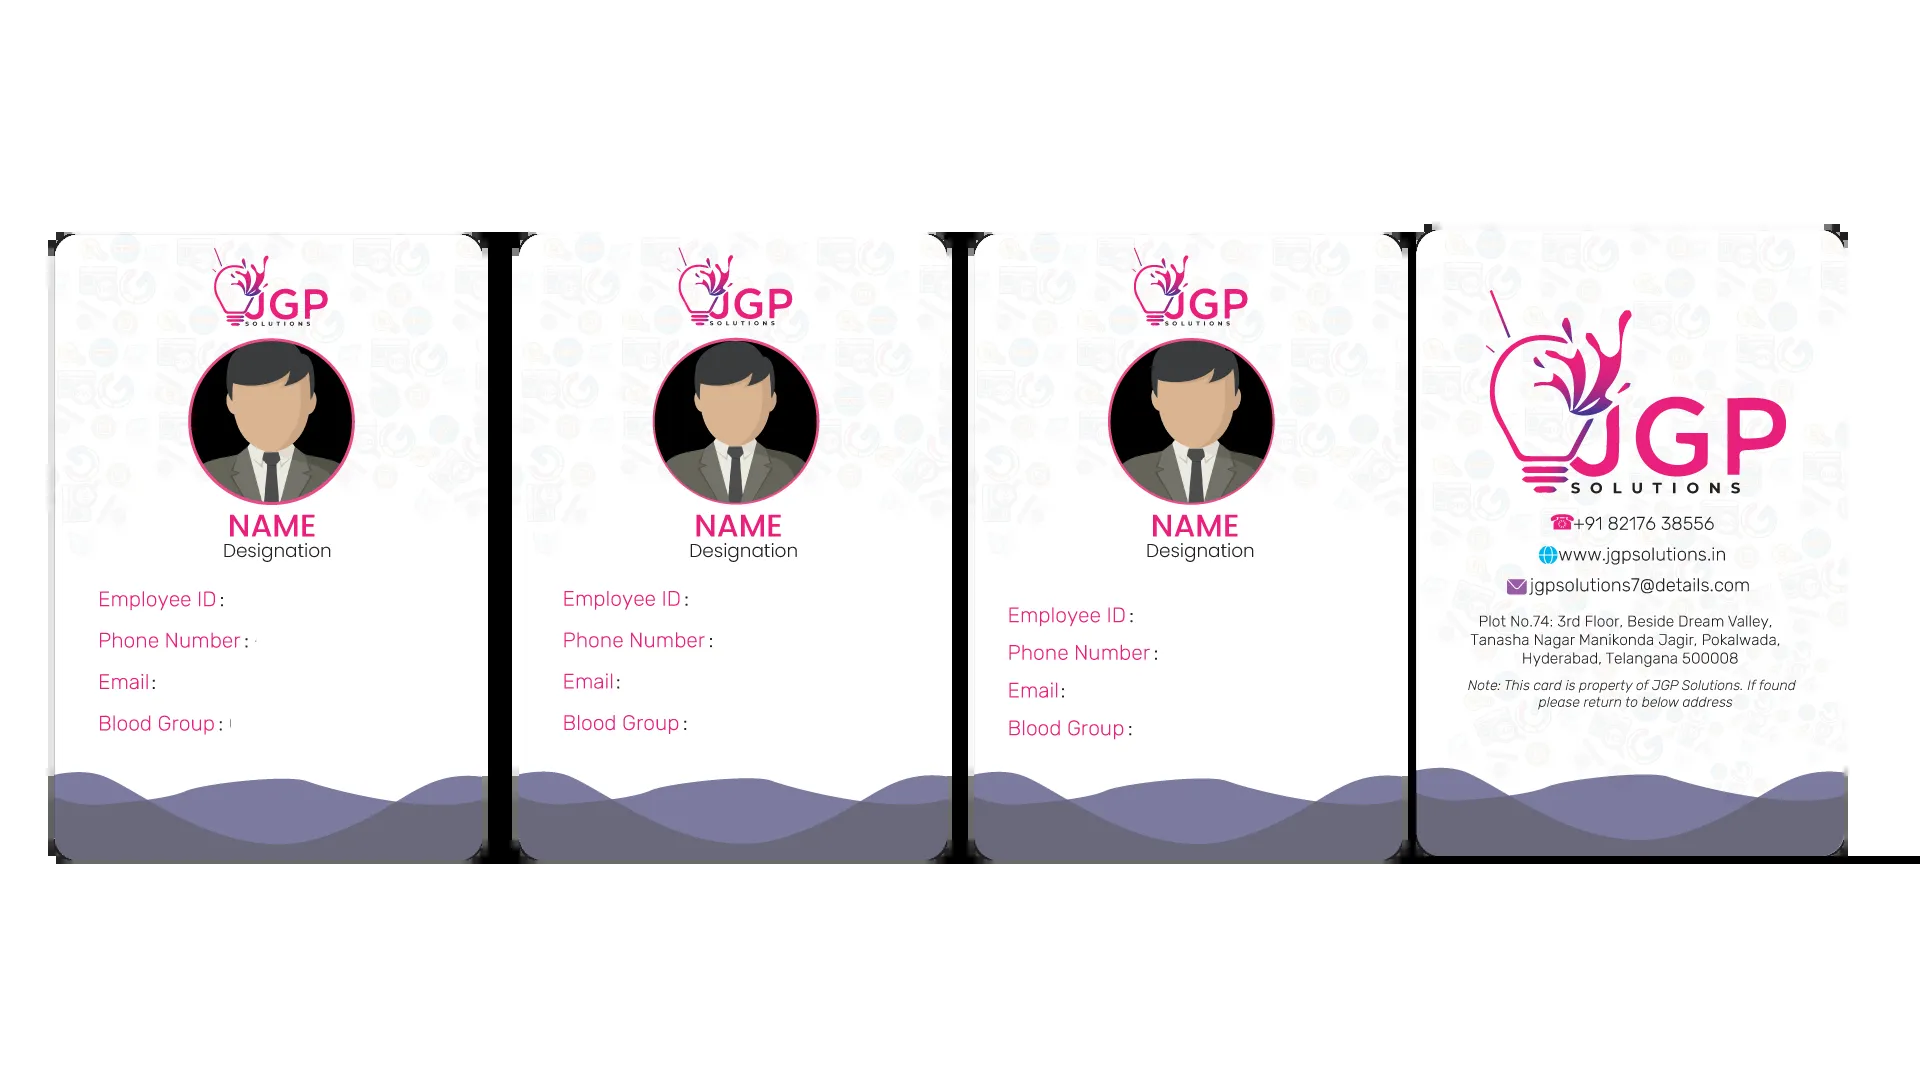 JGP
SOLUTIONS
NAME
Designation
Employee ID :
Phone Number :
Email:
Blood Group :
JGP
SOLUTIONS
NAME
Designation
Employee ID :
Phone Number :
Email:
Blood Group :
JGP
SOLUTIONS
NAME
Designation
Employee ID :
Phone Number :
Email:
Blood Group :
JGP
SOLUTIONS
+91 82176 38556
www.jgpsolutions.in
jgpsolutions7@details.com
Plot No.74: 3rd Floor, Beside Dream Valley,
Tanasha Nagar Manikonda Jagir, Pokalwada,
Hyderabad, Telangana 500008
Note: This card is property of JGP Solutions. If found
please return to below address